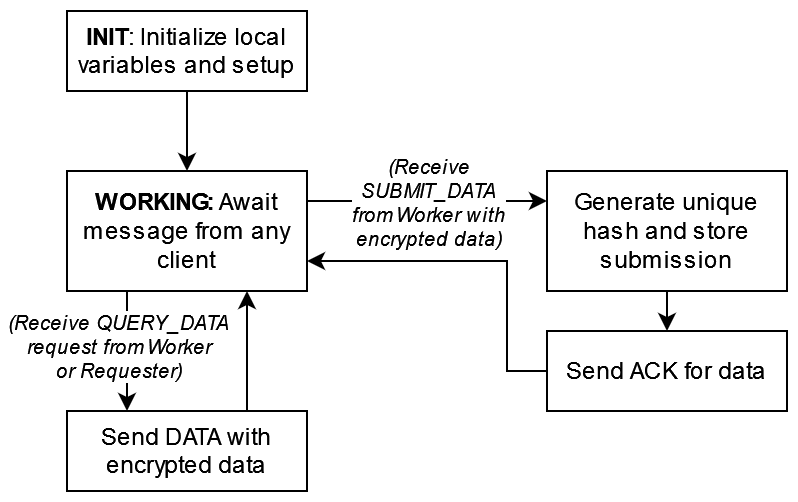 INIT: Initialize local
variables and setup
WORKING: Await
message from any
client
(Receive
SUBMIT_DATA
from Worker with
encrypted data)
Generate unique
hash and store
submission
(Receive QUERY_DATA
request from Worker
or Requester)
Send ACK for data
Send DATA with
encrypted data